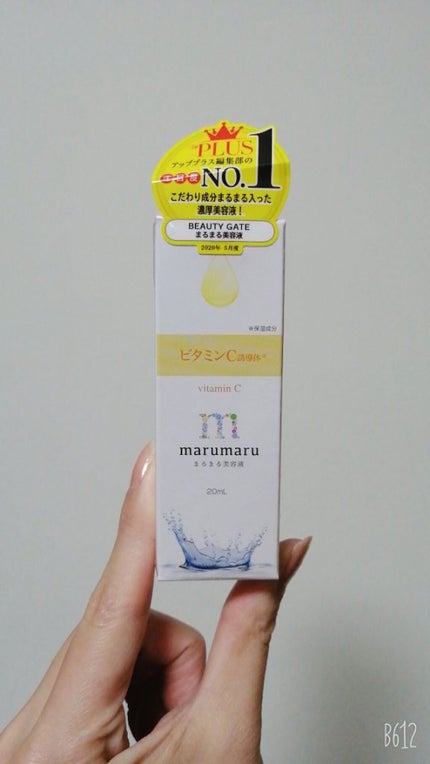 PLUS
アッププラス編集部の
NO.1
こだわり成分まるまる入った
濃厚美容液！
BEAUTY GATE
まるまる美容液
2020年 5月度
※保湿成分
ビタミンC誘導体※
vitamin C
m
marumaru
まるまる美容液
20mL
B612